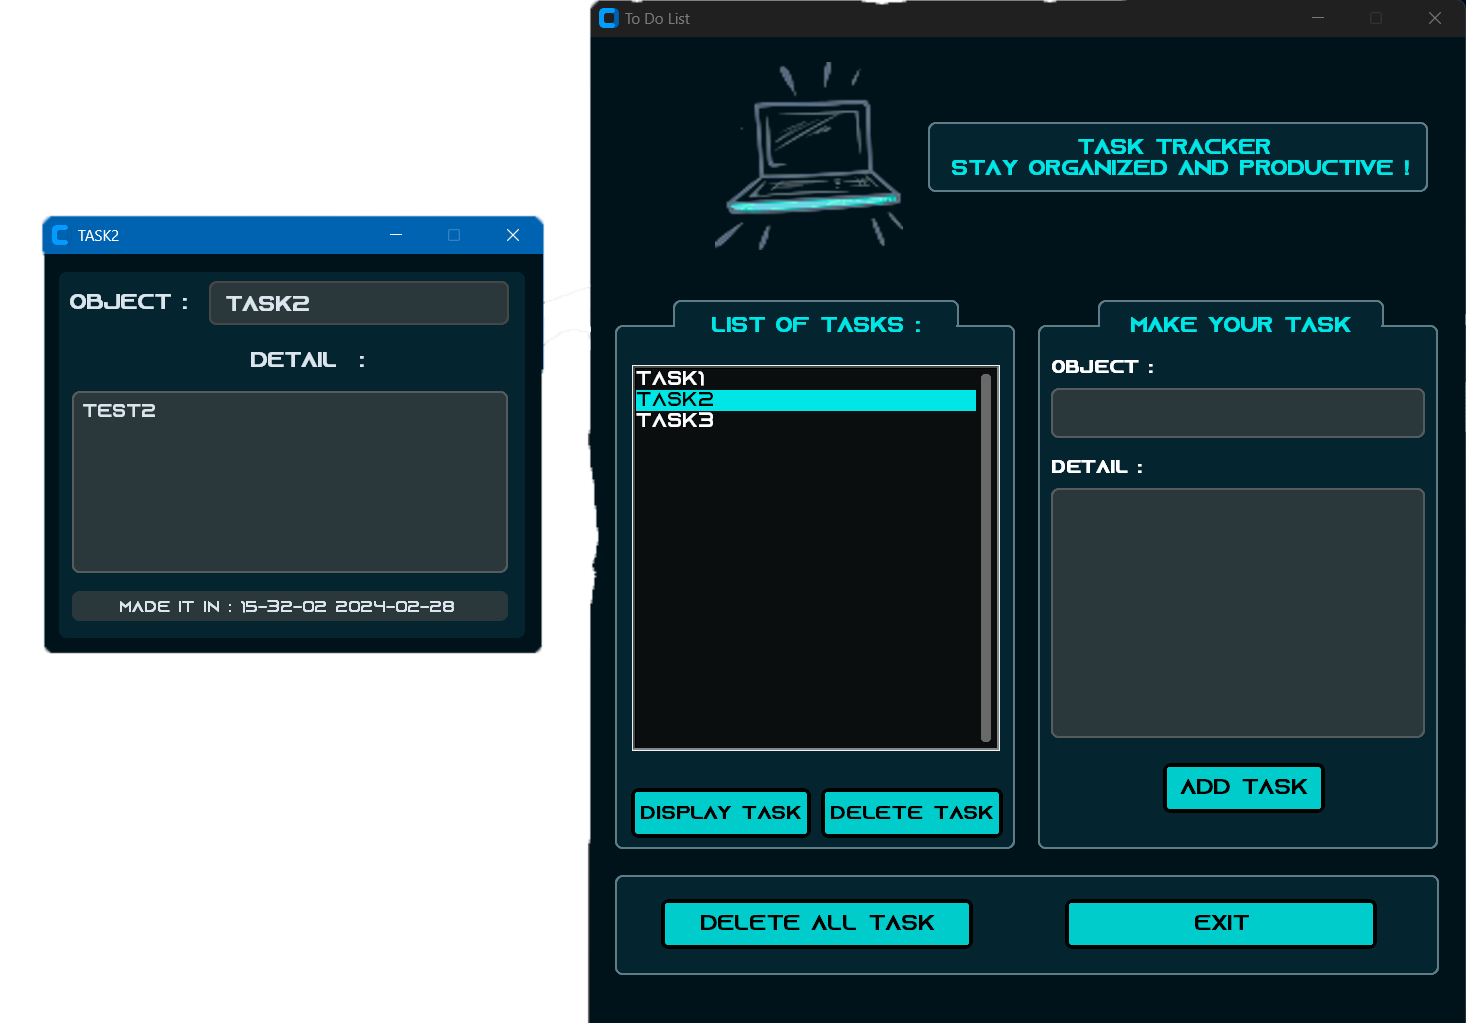 TASK2
OBJECT :
TASK2
DETAIL :
TEST2
MADE IT IN : 15-32-02 2024-02-28
To Do List
TASK TRACKER
STAY ORGANIZED AND PRODUCTIVE !
LIST OF TASKS :
TASK1
TASK2
TASK3
DISPLAY TASK
DELETE TASK
MAKE YOUR TASK
OBJECT :
DETAIL :
ADD TASK
DELETE ALL TASK
EXIT